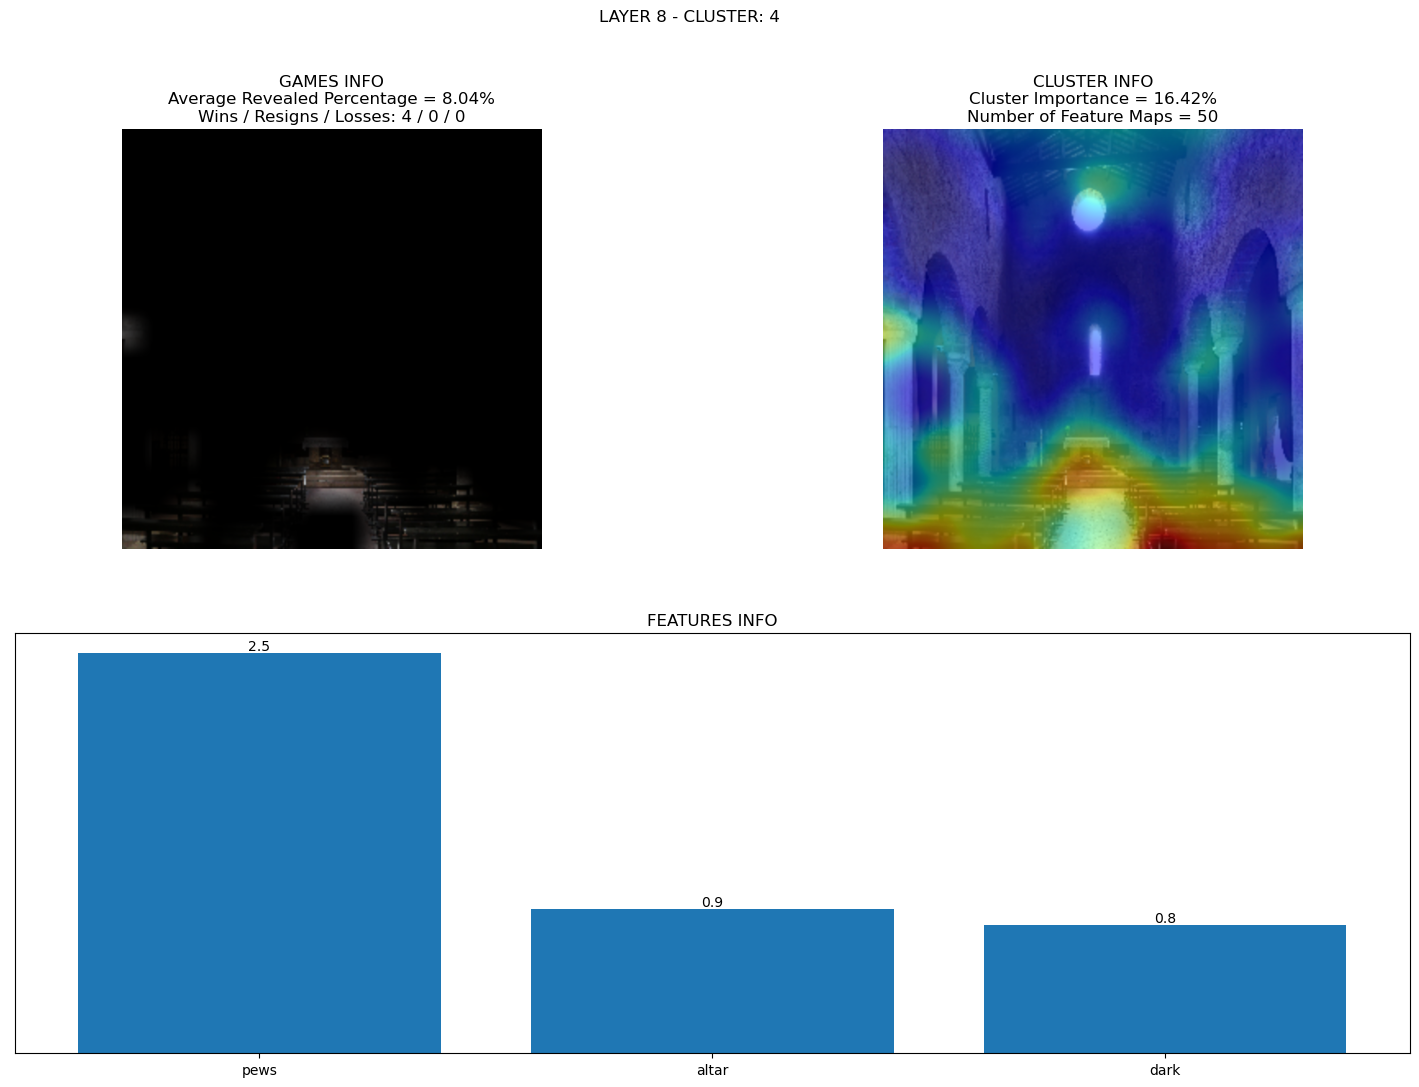 LAYER 8 - CLUSTER: 4
GAMES INFO
Average Revealed Percentage = 8.04%
Wins / Resigns / Losses: 4 / 0 / 0
CLUSTER INFO
Cluster Importance = 16.42%
Number of Feature Maps = 50
FEATURES INFO
2.5
0.9
0.8
pews
altar
dark